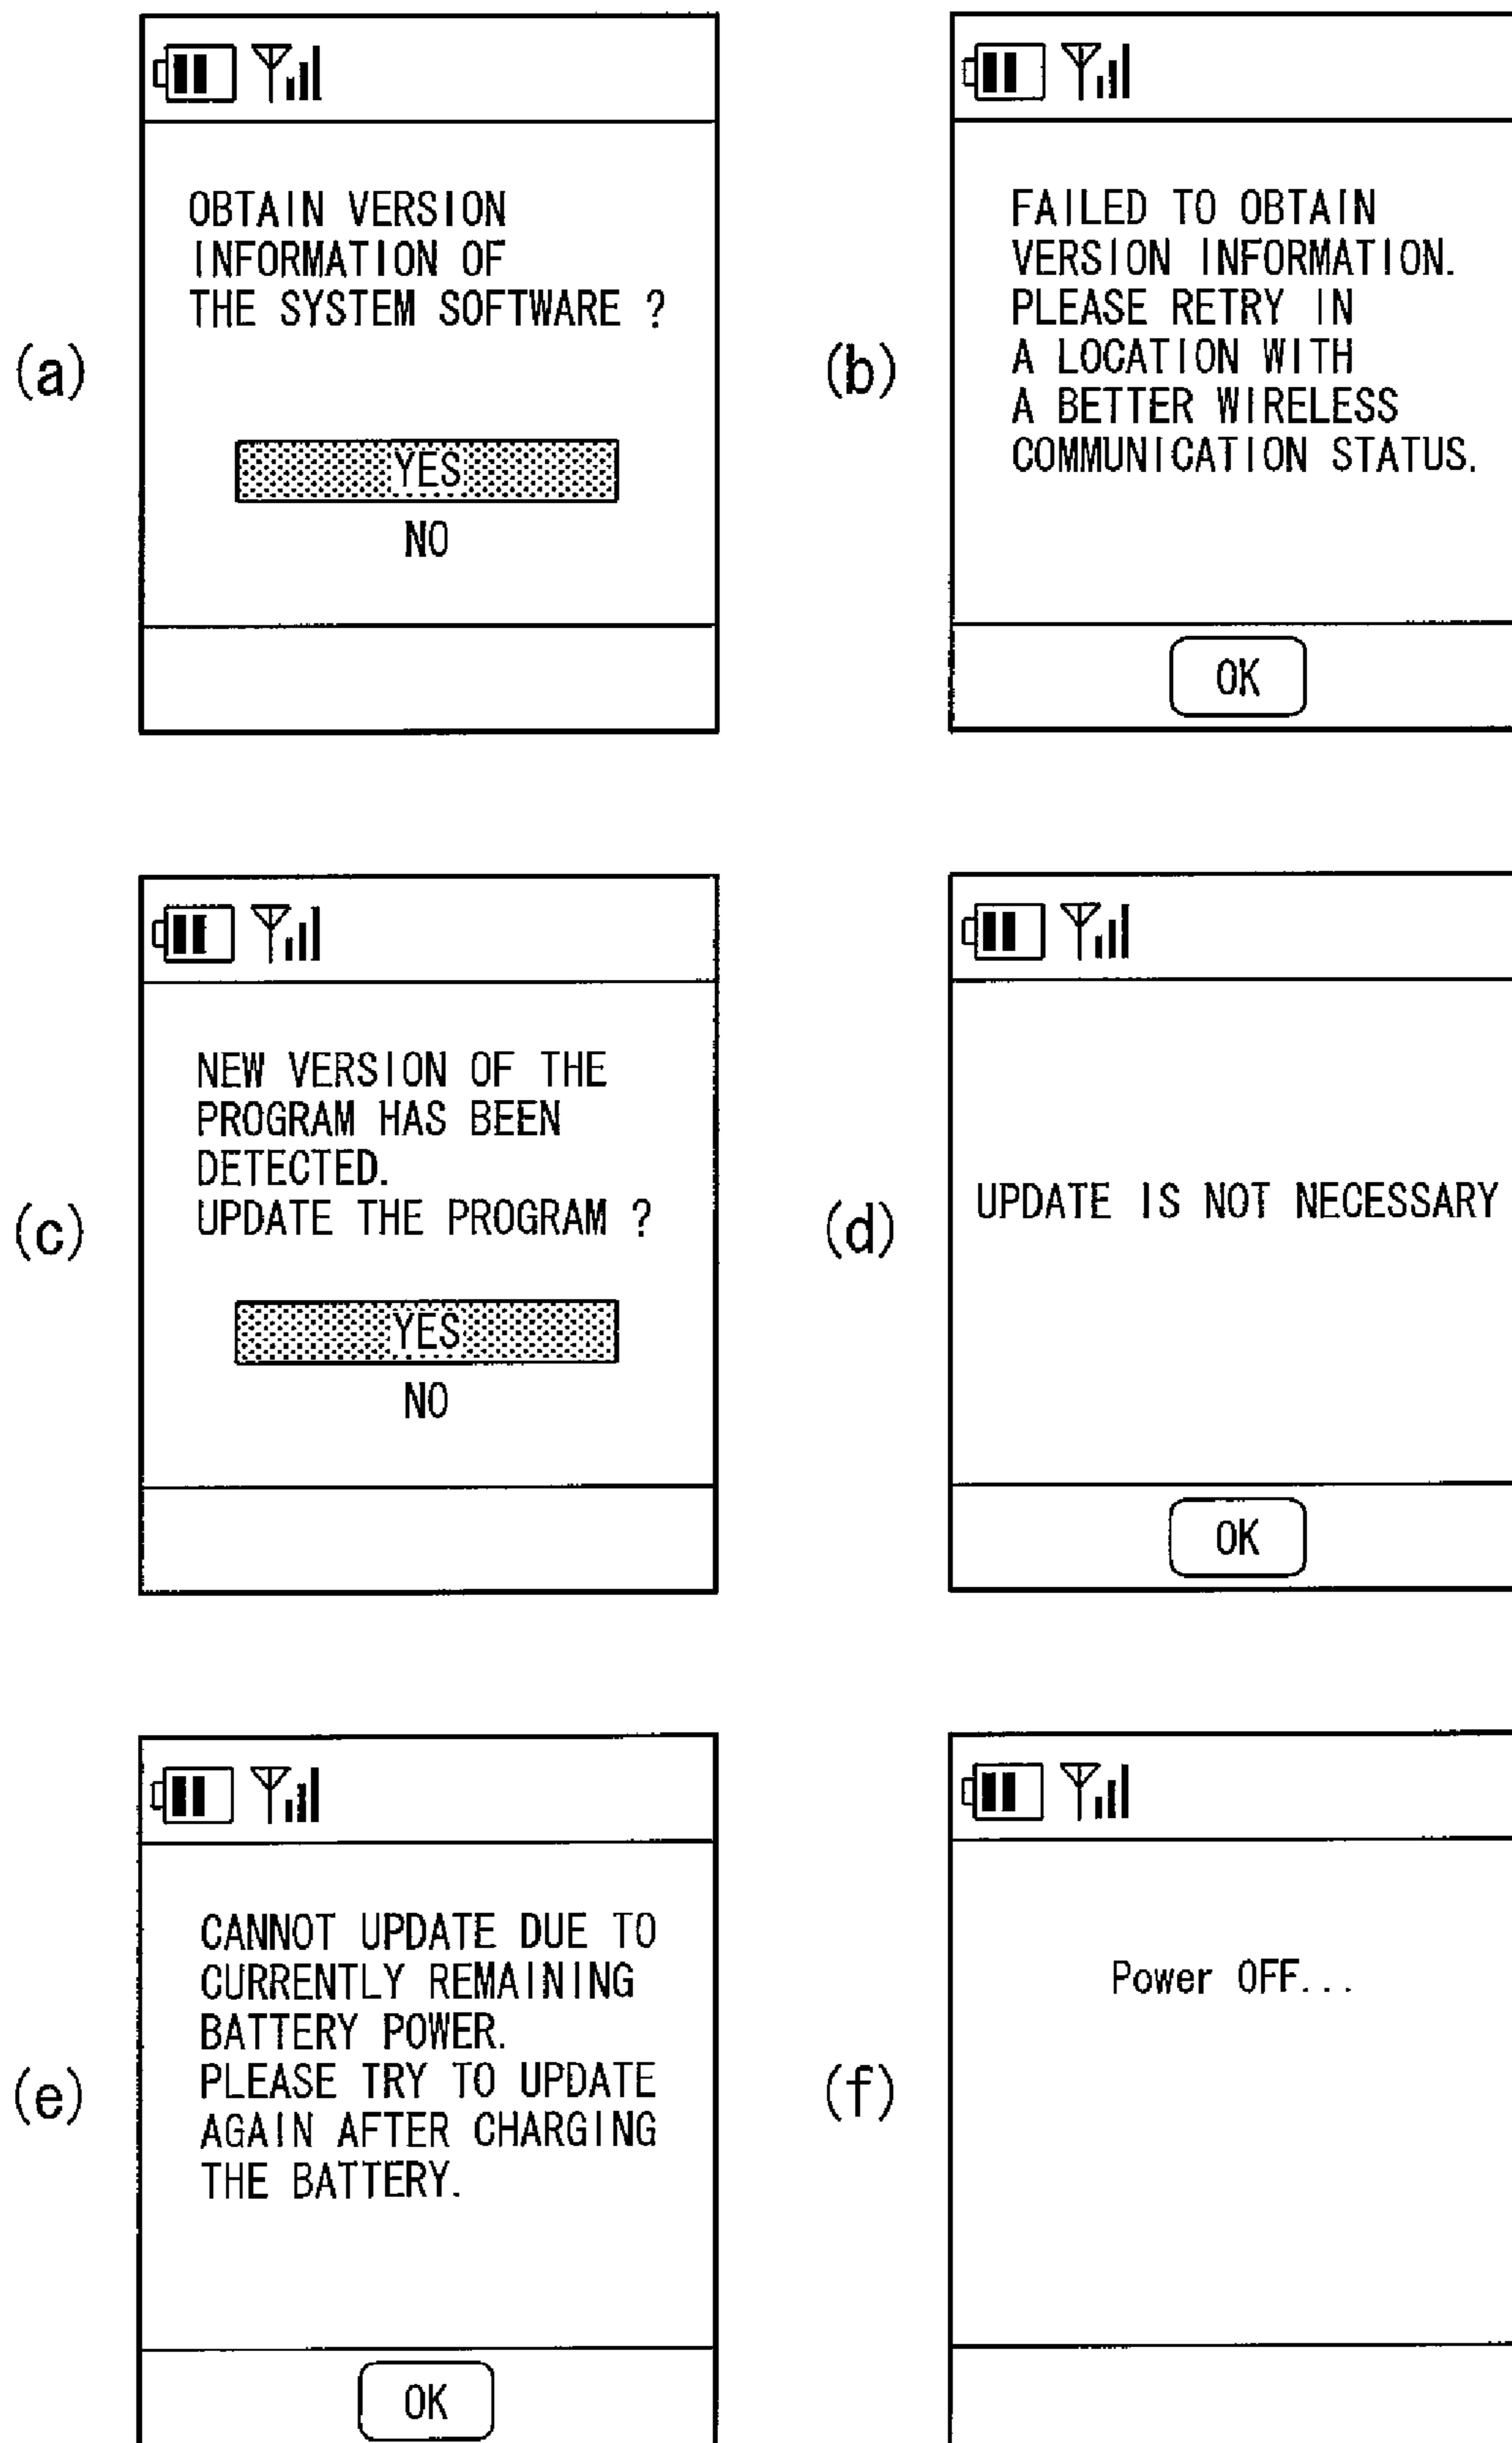 (a)
OBTAIN VERSION
INFORMATION OF
THE SYSTEM SOFTWARE ?
YES
NO
(b)
FAILED TO OBTAIN
VERSION INFORMATION.
PLEASE RETRY IN
A LOCATION WITH
A BETTER WIRELESS
COMMUNICATION STATUS.
OK
(c)
NEW VERSION OF THE
PROGRAM HAS BEEN
DETECTED.
UPDATE THE PROGRAM ?
YES
NO
(d)
UPDATE IS NOT NECESSARY
OK
(e)
CANNOT UPDATE DUE TO
CURRENTLY REMAINING
BATTERY POWER.
PLEASE TRY TO UPDATE
AGAIN AFTER CHARGING
THE BATTERY.
OK
(f)
Power OFF...